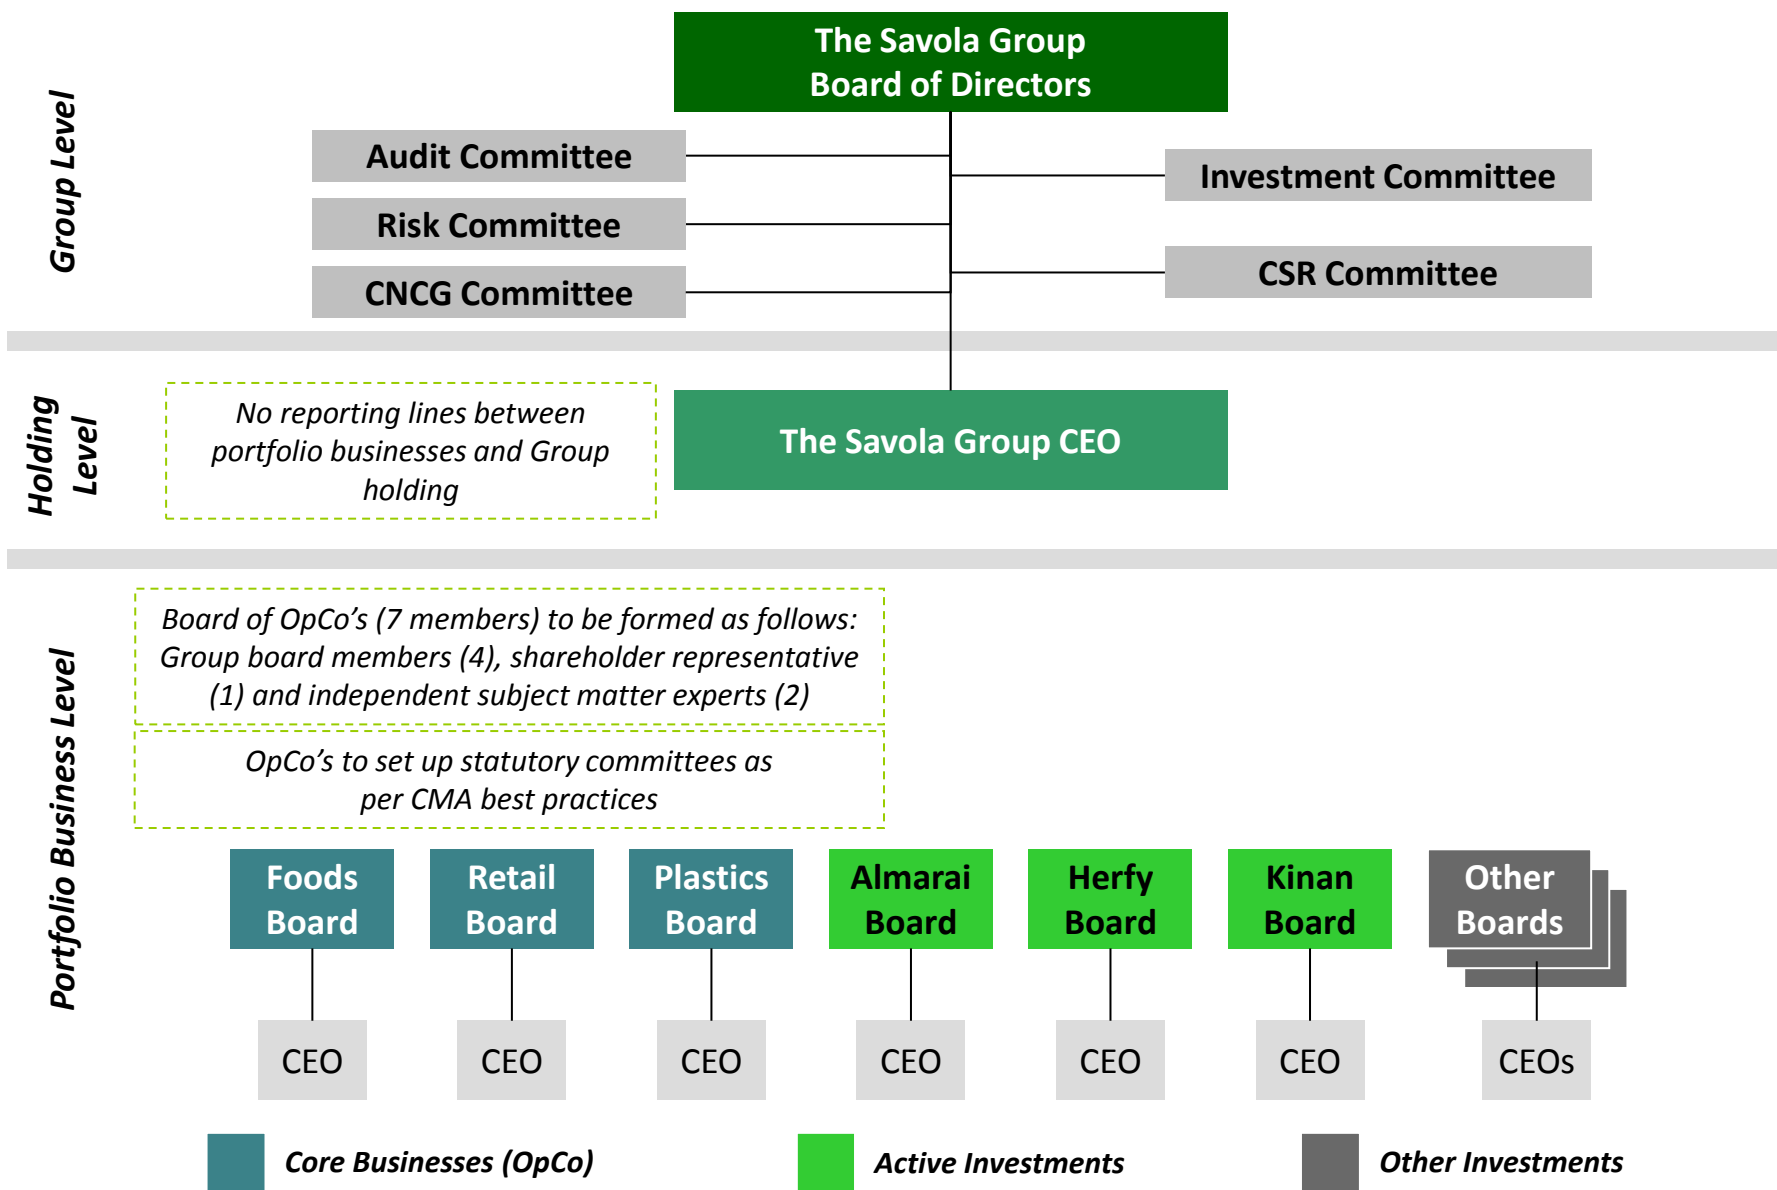 The Savola Group
Board of Directors
Group Level
Audit Committee
Investment Committee
Risk Committee
CSR Committee
CNCG Committee
Holding
Level
No reporting lines between
portfolio businesses and Group
holding
The Savola Group CEO
Portfolio Business Level
Board of OpCo’s (7 members) to be formed as follows:
Group board members (4), shareholder representative
(1) and independent subject matter experts (2)
OpCo’s to set up statutory committees as
per CMA best practices
Foods
Board
Retail
Board
Plastics
Board
Almarai
Board
Herfy
Board
Kinan
Board
Other
Boards
CEO
CEO
CEO
CEO
CEO
CEO
CEOs
Core Businesses (OpCo)
Active Investments
Other Investments